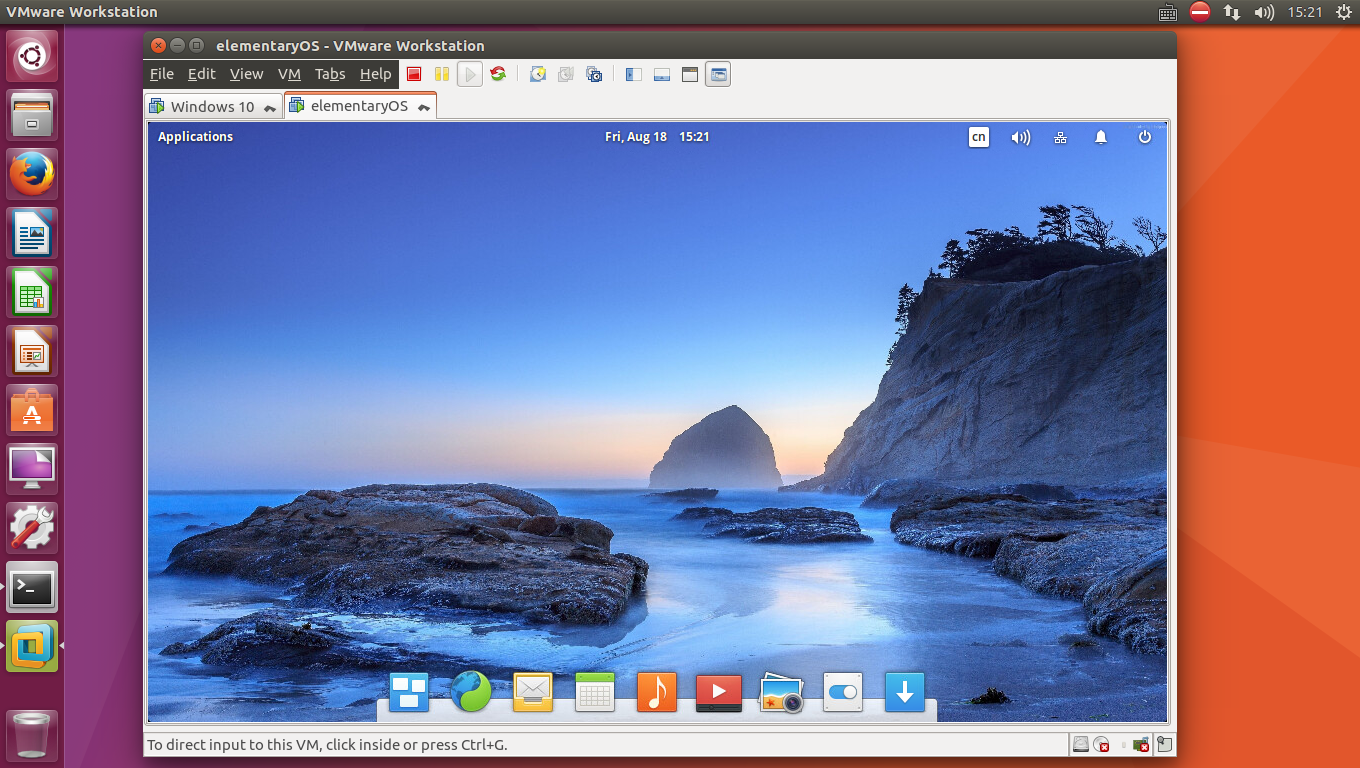 VMware Workstation
15:21
elementaryOS - VMware Workstation
File Edit View VM Tabs Help
Windows 10
elementaryOS
Applications
Fri, Aug 18 15:21
cn
To direct input to this VM, click inside or press Ctrl+G.